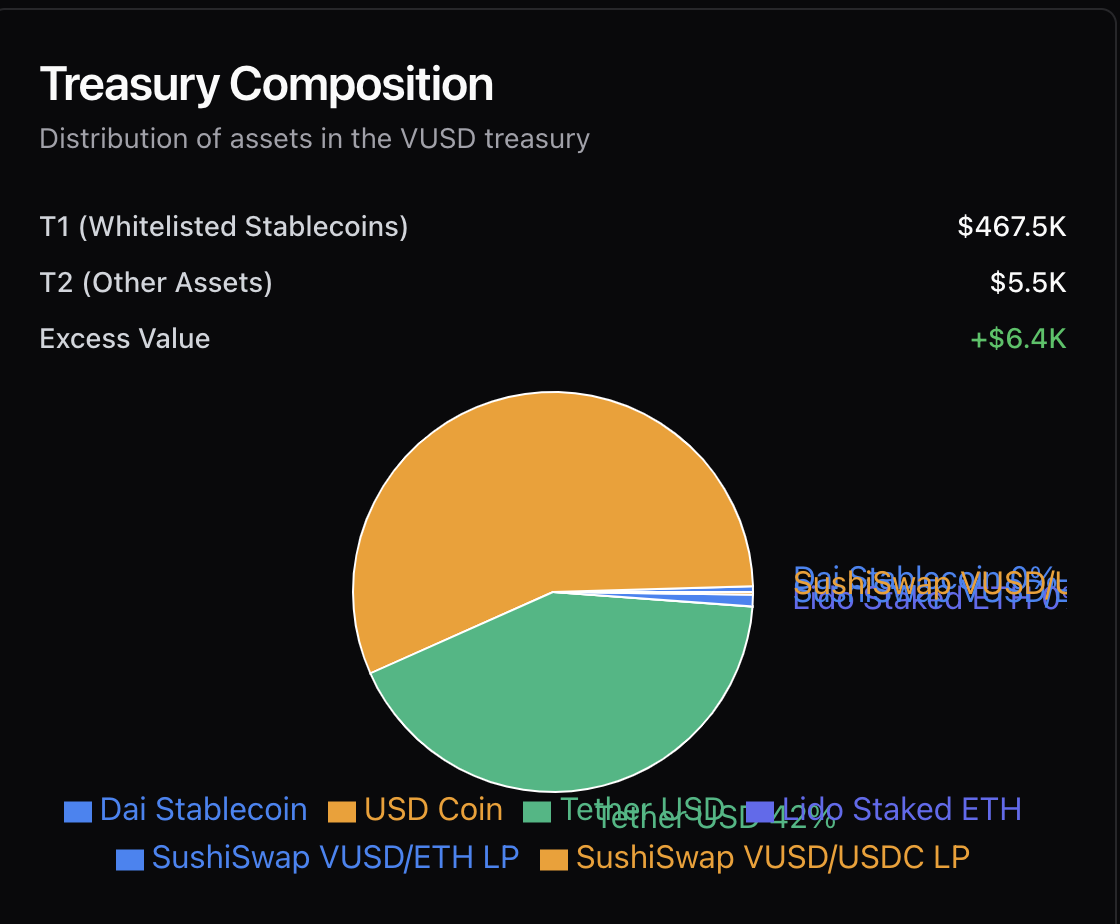 Treasury Composition
Distribution of assets in the VUSD treasury
T1 (Whitelisted Stablecoins) $467.5K
T2 (Other Assets) $5.5K
Excess Value +$6.4K
Dai Stablecoin 0%
SushiSwap VUSD/
SushiSwap VUSD/
Lido Staked ETH 0
Dai Stablecoin USD Coin Tether USD Lido Staked ETH
Tether USD 42%
SushiSwap VUSD/ETH LP SushiSwap VUSD/USDC LP